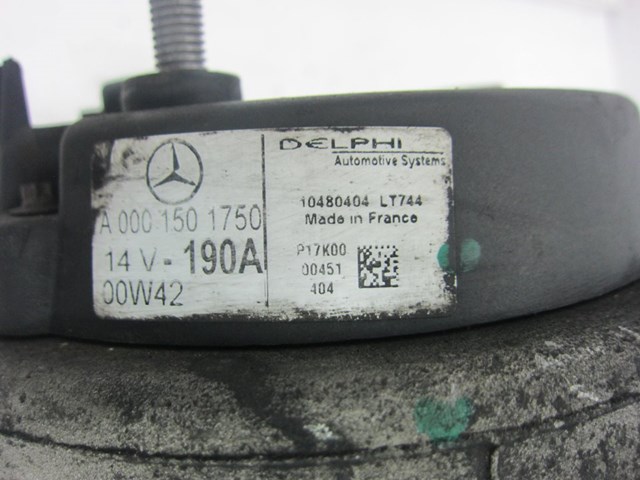 A 000 150 1750
14 V - 190A
00W42
DELPHI
Automotive Systems
10480404 LT744
Made in France
P17K00
00451
404